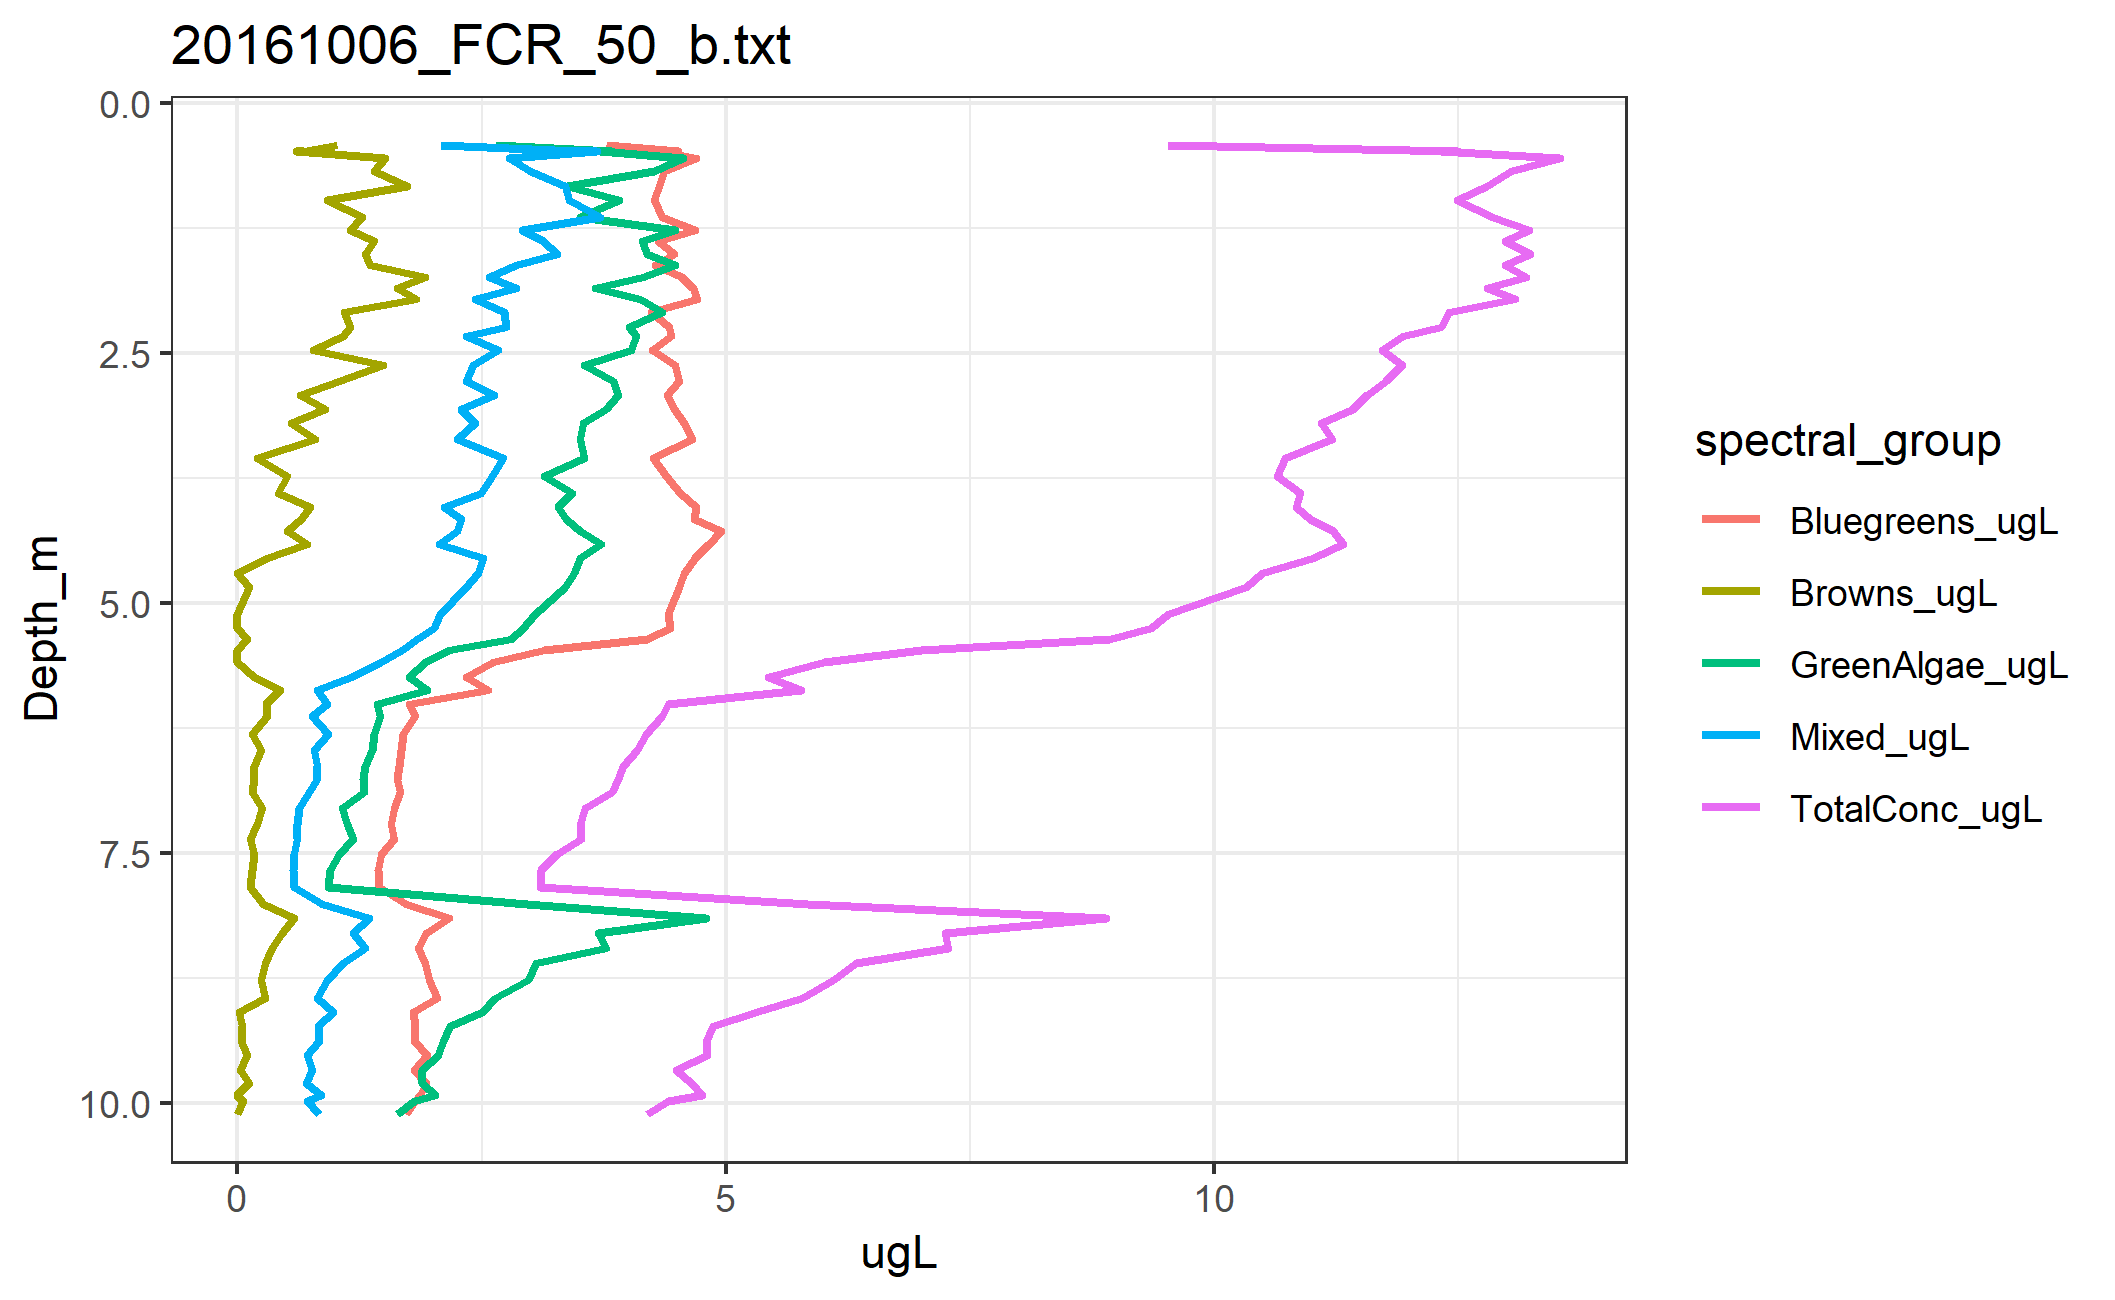 20161006_FCR_50_b.txt
0.0
2.5
5.0
7.5
10.0
Depth_m
0 5 10
ugL
spectral_group
Bluegreens_ugL
Browns_ugL
GreenAlgae_ugL
Mixed_ugL
TotalConc_ugL